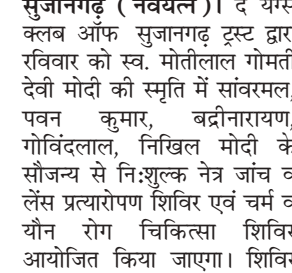 सुजानगढ़ ( नवयत्न )। द यंग्स
क्लब ऑफ सुजानगढ़ ट्रस्ट द्वारा
रविवार को स्व. मोतीलाल गोमती
देवी मोदी की स्मृति में सांवरमल,
पवन कुमार, बद्रीनारायण,
गोविंदलाल, निखिल मोदी के
सौजन्य से नि:शुल्क नेत्र जांच व
लेंस प्रत्यारोपण शिविर एवं चर्म व
यौन रोग चिकित्सा शिविर
आयोजित किया जाएगा। शिविर